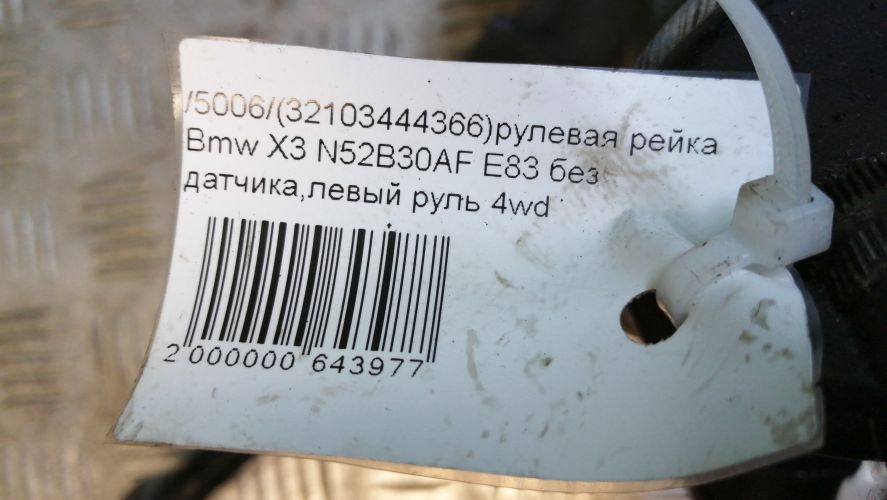 /5006/(32103444366)рулевая рейка
Bmw X3 N52B30AF E83 без
датчика,левый руль 4wd
2 000000 643977